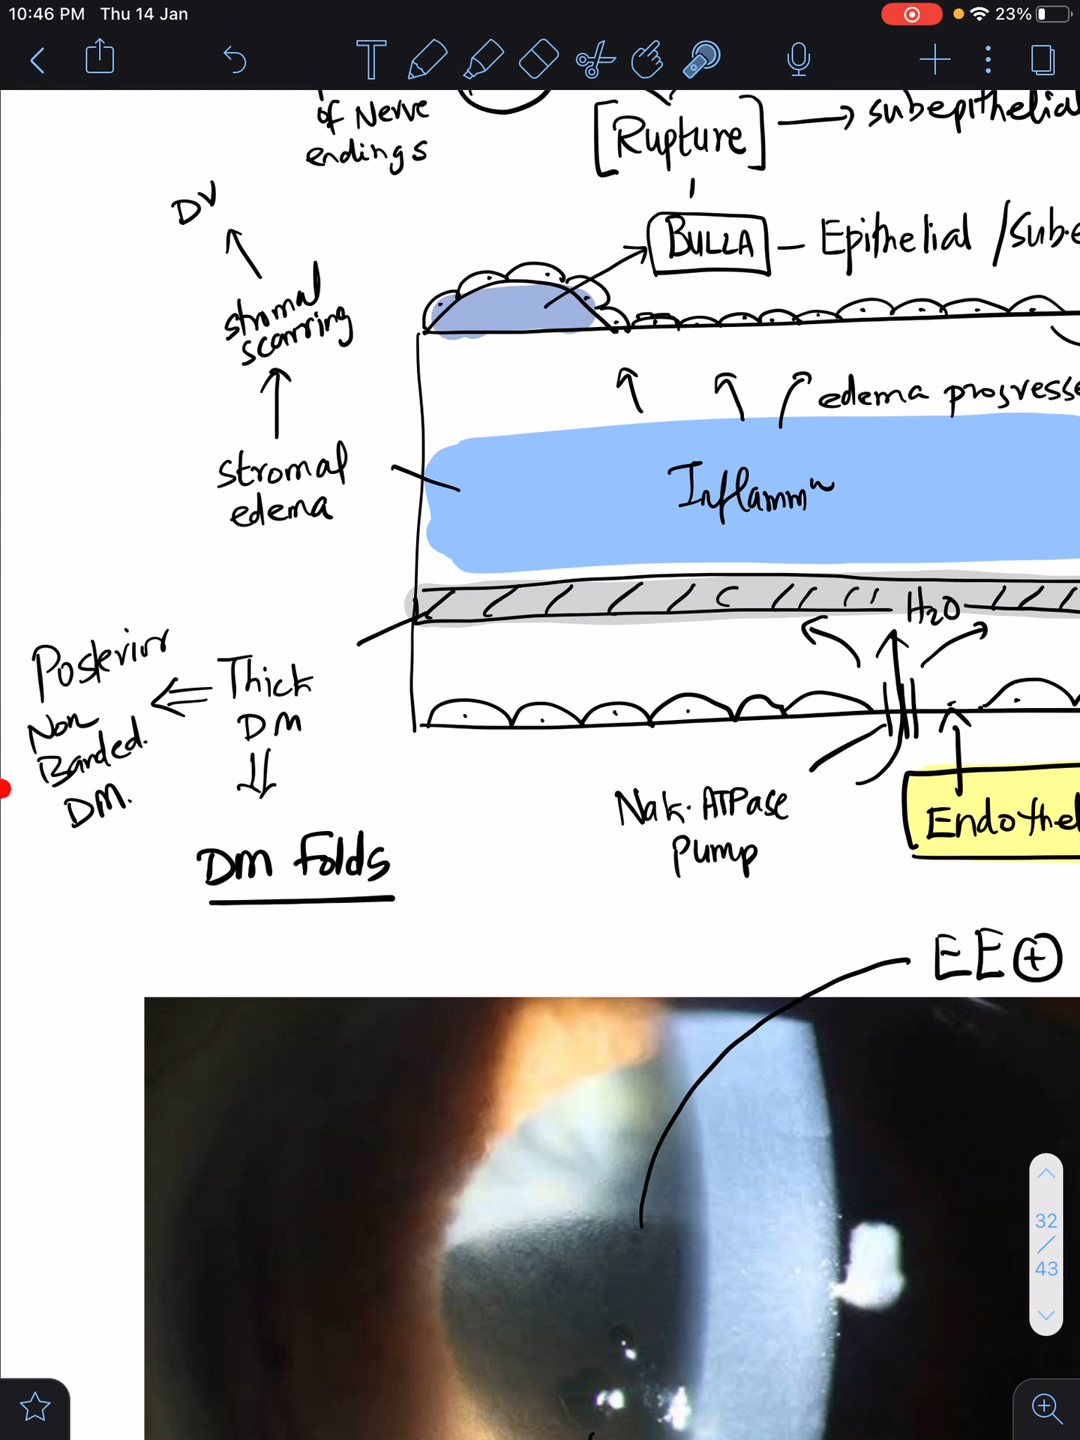 10:46 PM Thu 14 Jan
23%
of Nerve
endings
[Rupture] → subepithelial
BULLA – Epithelial / Sube
DV
stromal
scarring
edema progresse
stromal
edema
Inflammⁿ
H2O
Posterior
Non
Banded.
DM.
Thick
DM
DM folds
Nak·ATPase
pump
Endothel
EE⊕
32
/
43